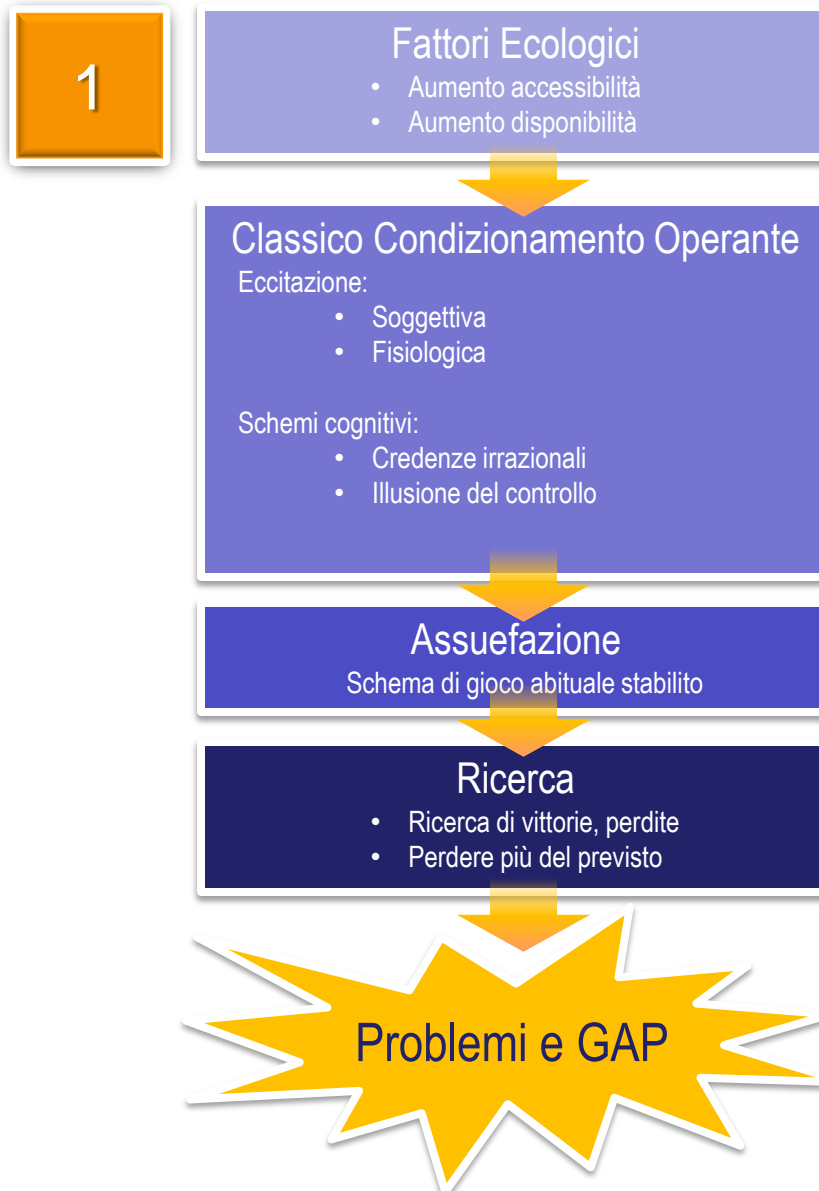 1
Fattori Ecologici
• Aumento accessibilità
• Aumento disponibilità
Classico Condizionamento Operante
Eccitazione:
• Soggettiva
• Fisiologica
Schemi cognitivi:
• Credenze irrazionali
• Illusione del controllo
Assuefazione
Schema di gioco abituale stabilito
Ricerca
• Ricerca di vittorie, perdite
• Perdere più del previsto
Problemi e GAP